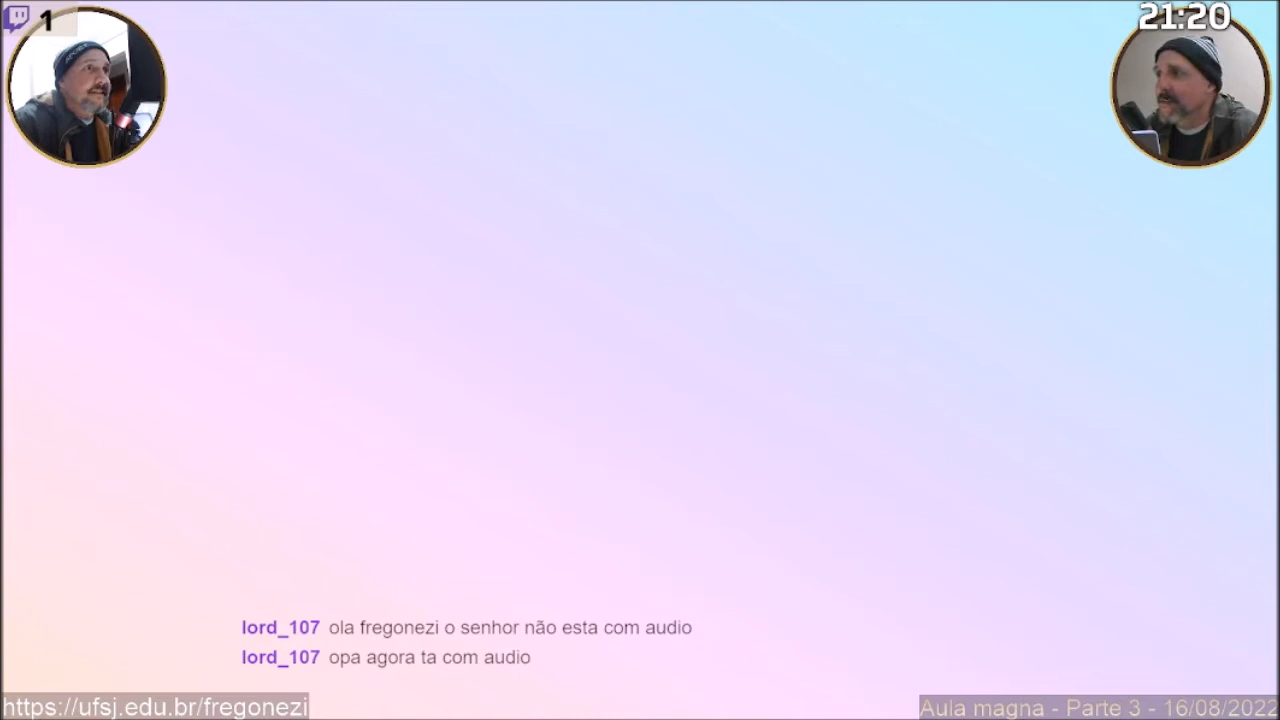 1
21:20
lord_107 ola fregonezi o senhor não esta com audio
lord_107 opa agora ta com audio
https://ufsj.edu.br/fregonezi
Aula magna - Parte 3 - 16/08/2022